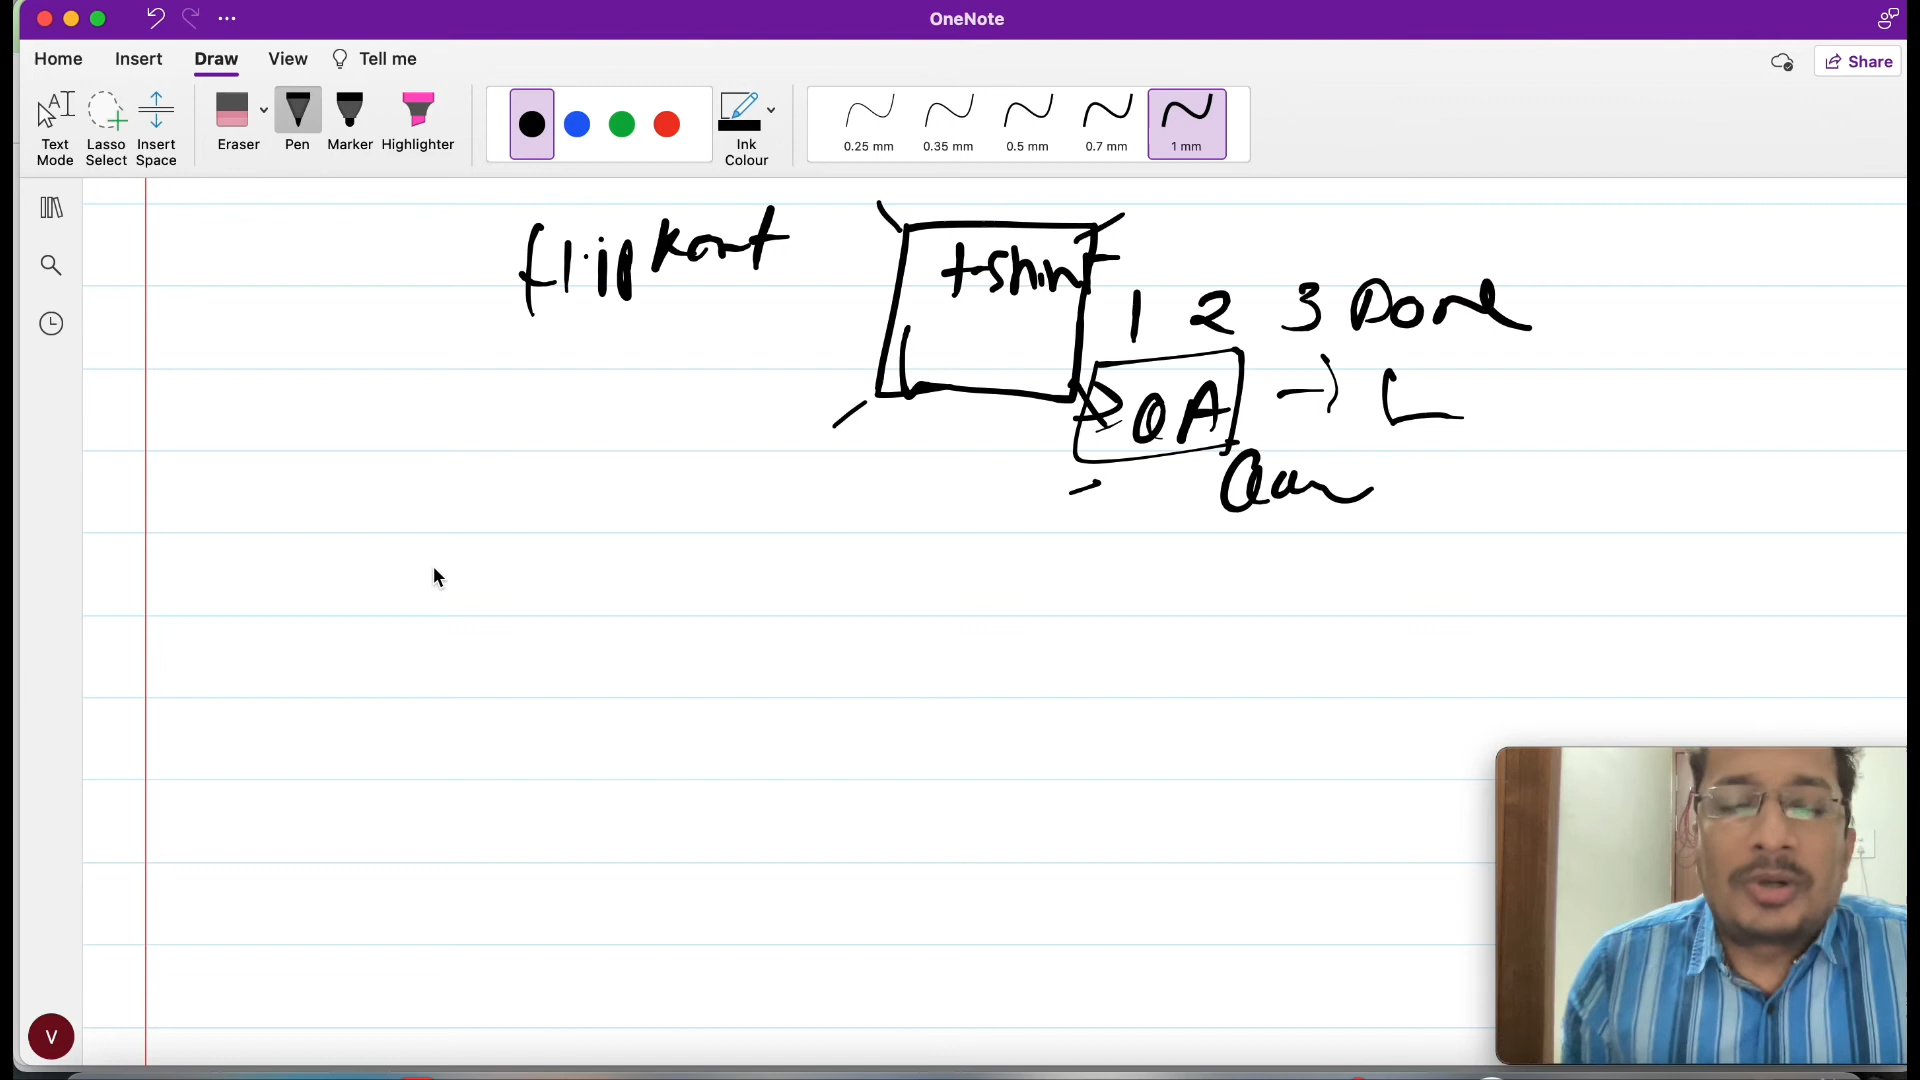 OneNote
Home Insert Draw View Tell me
Share
Text Mode
Lasso Select
Insert Space
Eraser
Pen
Marker
Highlighter
Ink Colour
0.25 mm
0.35 mm
0.5 mm
0.7 mm
1 mm
flipkart
t-shirt
1 2 3 Done
QA
V